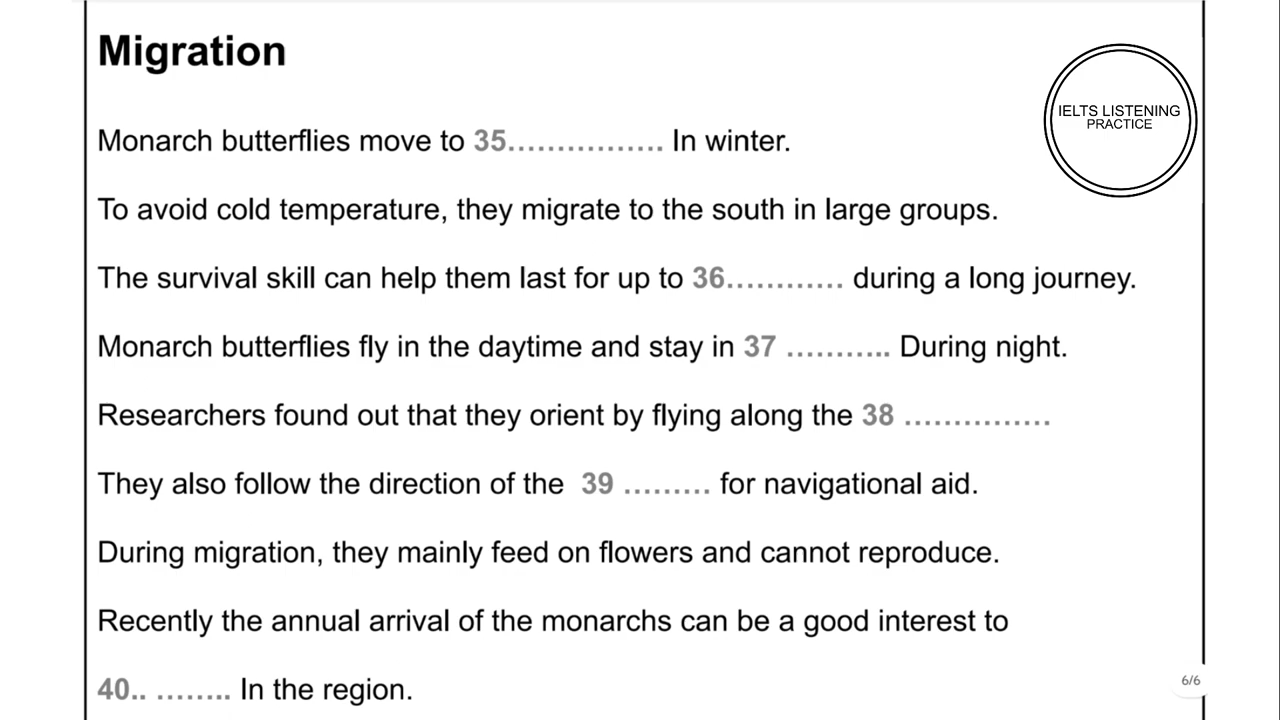 Migration
IELTS LISTENING
PRACTICE
Monarch butterflies move to 35................ In winter.
To avoid cold temperature, they migrate to the south in large groups.
The survival skill can help them last for up to 36............ during a long journey.
Monarch butterflies fly in the daytime and stay in 37 ........... During night.
Researchers found out that they orient by flying along the 38 ...............
They also follow the direction of the 39 ......... for navigational aid.
During migration, they mainly feed on flowers and cannot reproduce.
Recently the annual arrival of the monarchs can be a good interest to
40.. ........ In the region.
6/6